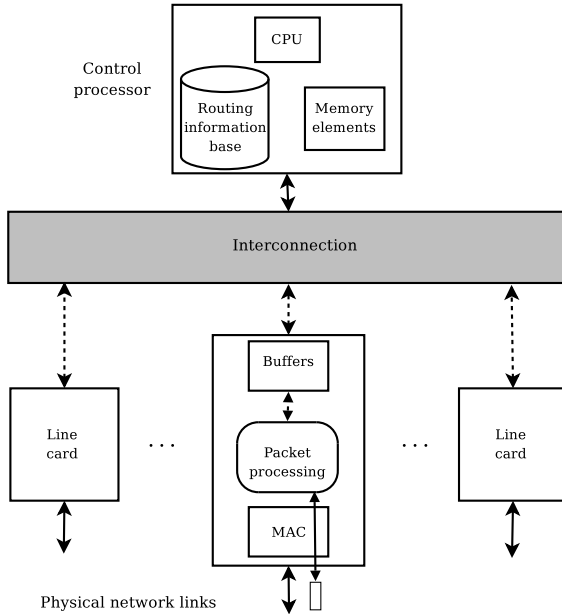 CPU
Control
processor
Routing
information
base
Memory
elements
Interconnection
Buffers
Line
card
. . .
Packet
processing
. . .
Line
card
MAC
Physical network links